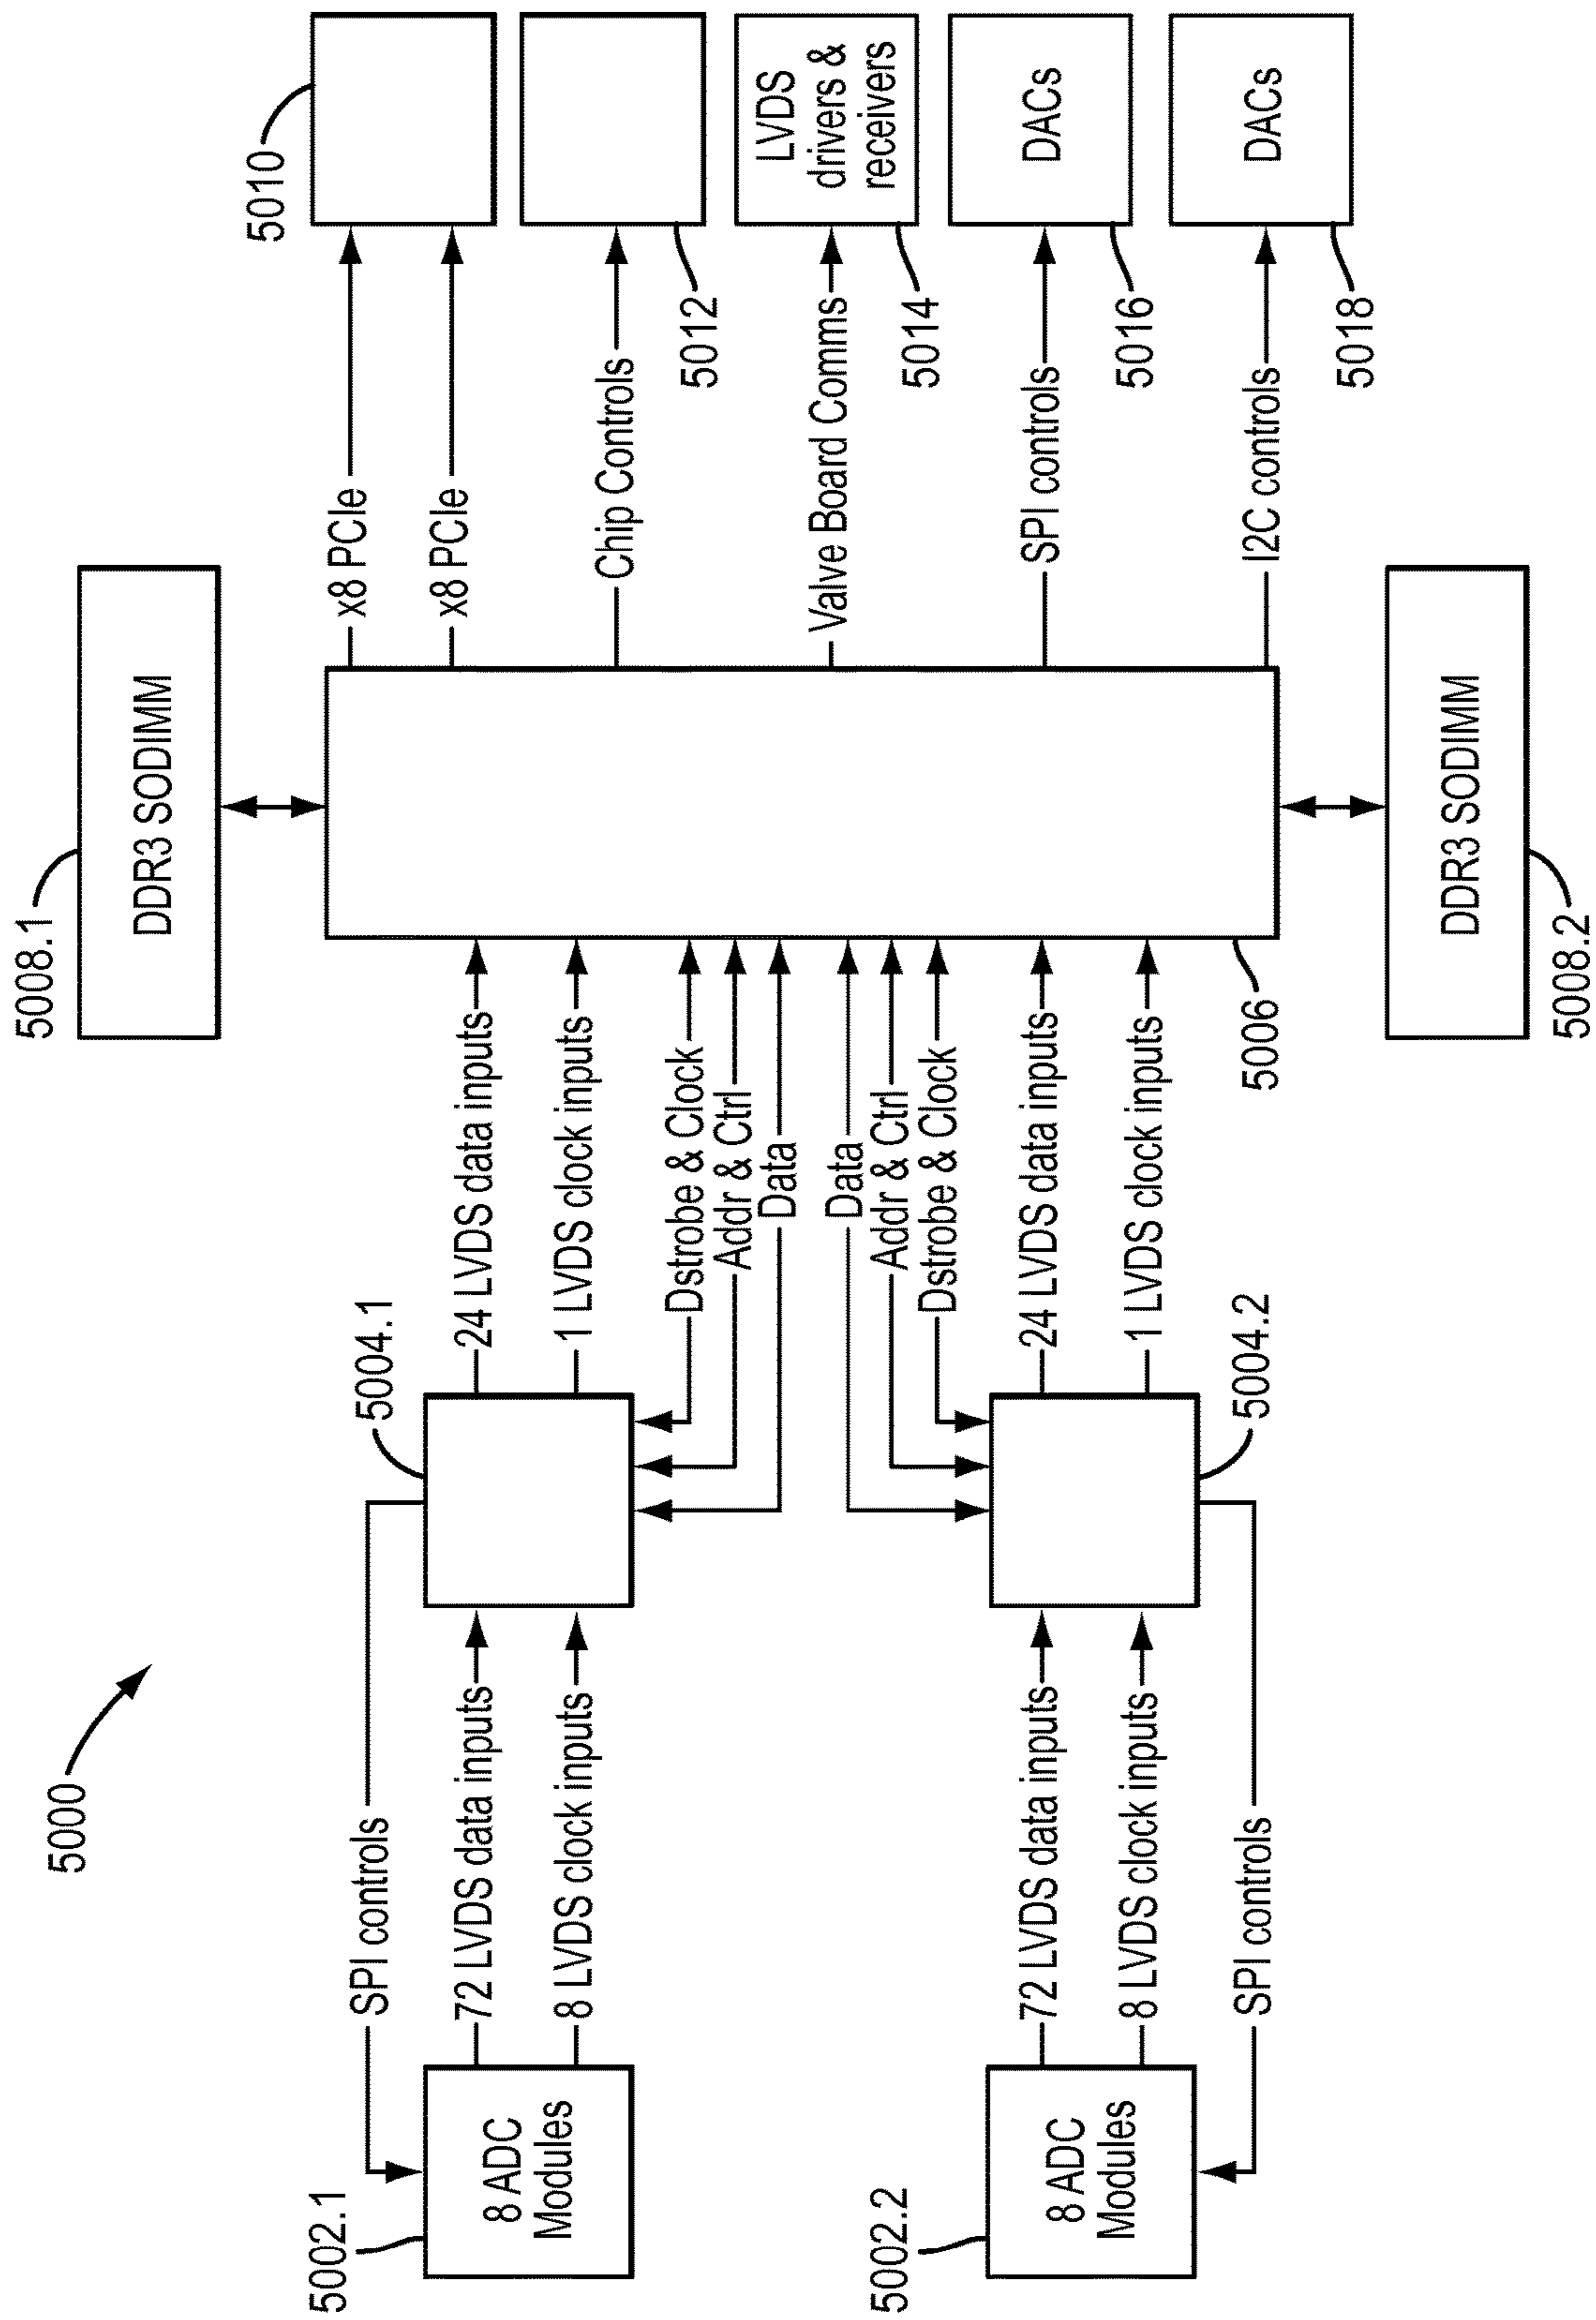 5000
5002.1
8 ADC
Modules
SPI controls
72 LVDS data inputs
8 LVDS clock inputs
5004.1
24 LVDS data inputs
1 LVDS clock inputs
Dstrobe & Clock
Addr & Ctrl
Data
5002.2
8 ADC
Modules
72 LVDS data inputs
8 LVDS clock inputs
SPI controls
5004.2
Data
Addr & Ctrl
Dstrobe & Clock
24 LVDS data inputs
1 LVDS clock inputs
5006
5008.1
DDR3 SODIMM
5008.2
DDR3 SODIMM
x8 PCIe
x8 PCIe
5010
Chip Controls
5012
Valve Board Comms
LVDS
drivers &
receivers
5014
SPI controls
DACs
5016
I2C controls
DACs
5018